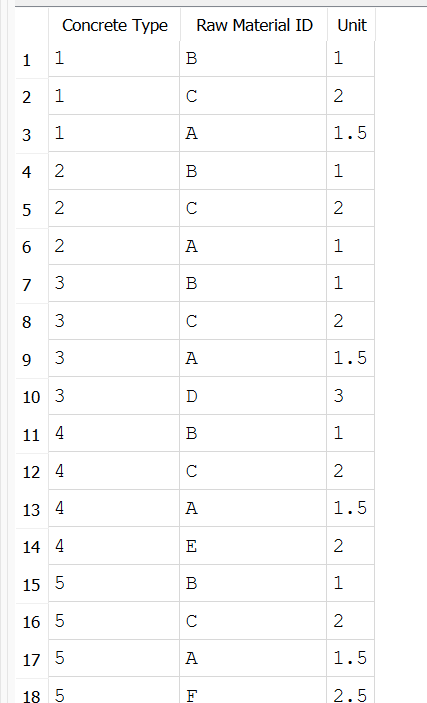 Concrete Type Raw Material ID Unit
1 1 B 1
2 1 C 2
3 1 A 1.5
4 2 B 1
5 2 C 2
6 2 A 1
7 3 B 1
8 3 C 2
9 3 A 1.5
10 3 D 3
11 4 B 1
12 4 C 2
13 4 A 1.5
14 4 E 2
15 5 B 1
16 5 C 2
17 5 A 1.5
18 5 F 2.5